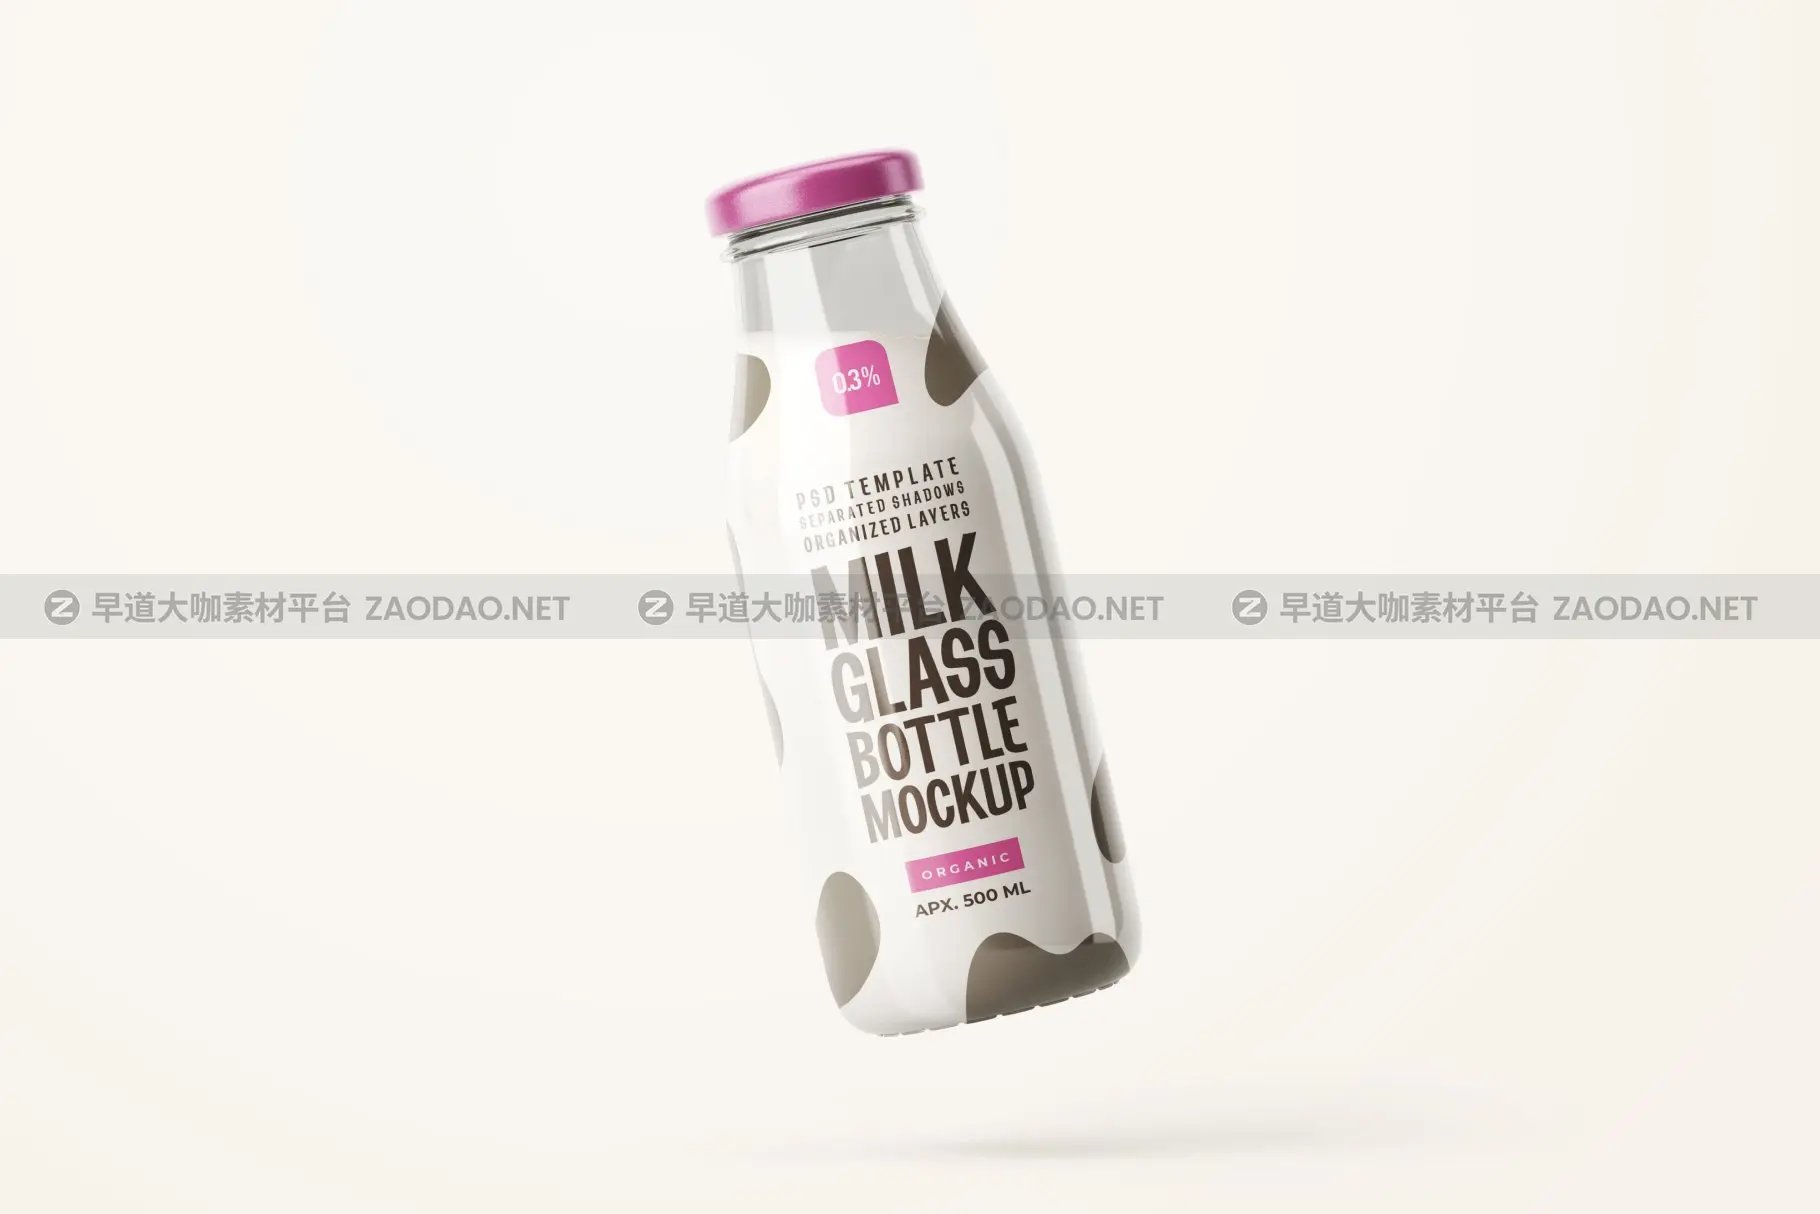 0.3%
PSD TEMPLATE
SEPARATED SHADOWS
ORGANIZED LAYERS
MILK
GLASS
BOTTLE
MOCKUP
ORGANIC
APX. 500 ML
早道大咖素材平台 ZAODAO.NET 早道大咖素材平台 ZAODAO.NET 早道大咖素材平台 ZAODAO.NET